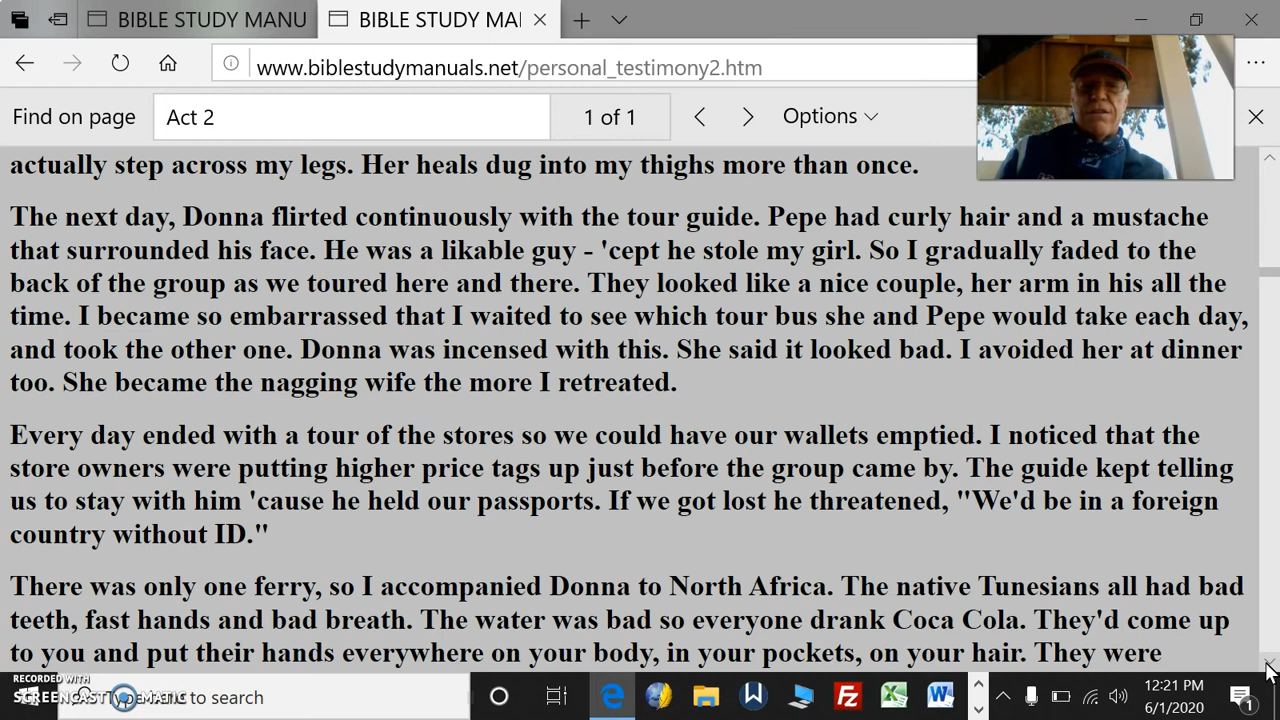 BIBLE STUDY MANU
BIBLE STUDY MAI
www.biblestudymanuals.net/personal_testimony2.htm
Find on page
Act 2
1 of 1
Options
actually step across my legs. Her heals dug into my thighs more than once.
The next day, Donna flirted continuously with the tour guide. Pepe had curly hair and a mustache
that surrounded his face. He was a likable guy - 'cept he stole my girl. So I gradually faded to the
back of the group as we toured here and there. They looked like a nice couple, her arm in his all the
time. I became so embarrassed that I waited to see which tour bus she and Pepe would take each day,
and took the other one. Donna was incensed with this. She said it looked bad. I avoided her at dinner
too. She became the nagging wife the more I retreated.
Every day ended with a tour of the stores so we could have our wallets emptied. I noticed that the
store owners were putting higher price tags up just before the group came by. The guide kept telling
us to stay with him 'cause he held our passports. If we got lost he threatened, "We'd be in a foreign
country without ID."
There was only one ferry, so I accompanied Donna to North Africa. The native Tunesians all had bad
teeth, fast hands and bad breath. The water was bad so everyone drank Coca Cola. They'd come up
to you and put their hands everywhere on your body, in your pockets, on your hair. They were
RECORDED WITH
SCREENCAST-O-MATIC
Type here to search
12:21 PM
6/1/2020
1